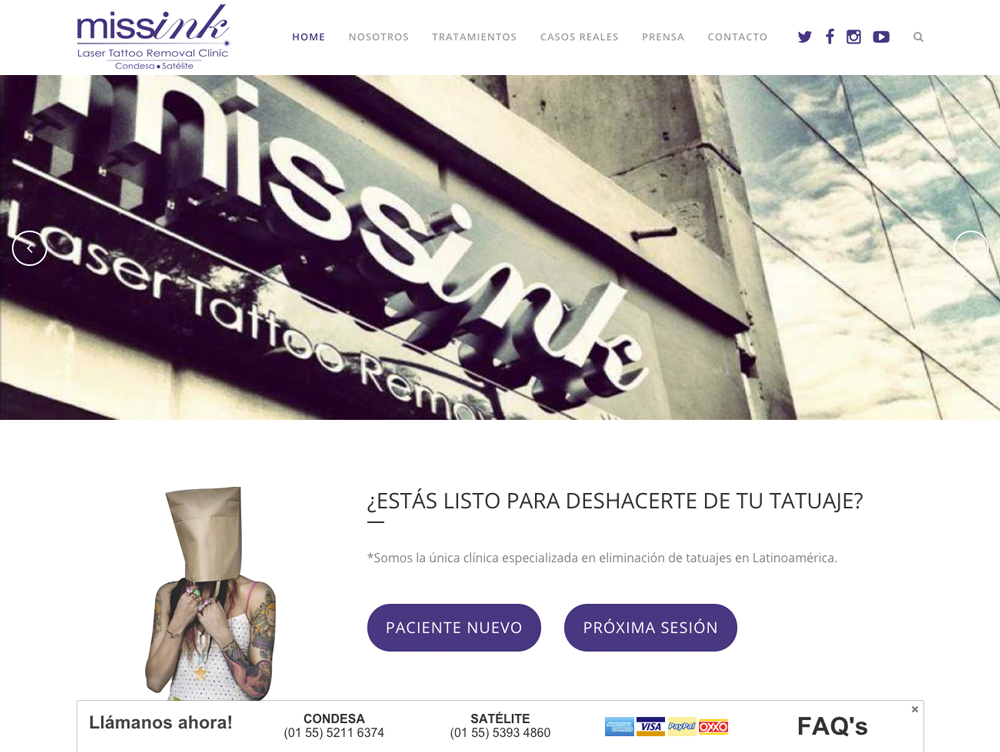 missink
Laser Tattoo Removal Clinic
Condesa • Satélite
HOME NOSOTROS TRATAMIENTOS CASOS REALES PRENSA CONTACTO
missink
Laser Tattoo Remov
¿ESTÁS LISTO PARA DESHACERTE DE TU TATUAJE?
*Somos la única clínica especializada en eliminación de tatuajes en Latinoamérica.
PACIENTE NUEVO PRÓXIMA SESIÓN
Llámanos ahora!
CONDESA
(01 55) 5211 6374
SATÉLITE
(01 55) 5393 4860
VISA PayPal OXXO
FAQ's